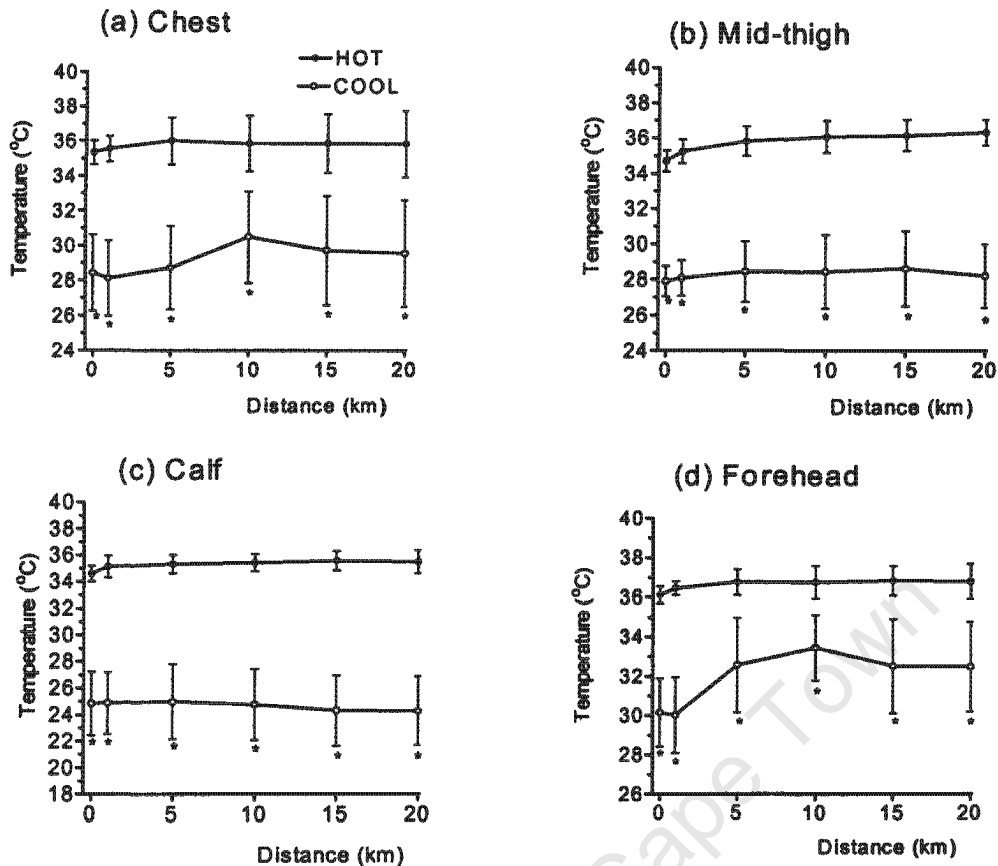 (a) Chest
HOT
COOL
Temperature (°C)
40
38
36
34
32
30
28
26
24
* * * * * *
0 5 10 15 20
Distance (km)
(b) Mid-thigh
Temperature (°C)
40
38
36
34
32
30
28
26
24
* * * * * *
0 5 10 15 20
Distance (km)
(c) Calf
Temperature (°C)
40
38
36
34
32
30
28
26
24
22
20
18
* * * * * *
0 5 10 15 20
Distance (km)
(d) Forehead
Temperature (°C)
40
38
36
34
32
30
28
26
* * * * * *
0 5 10 15 20
Distance (km)
Cape Town